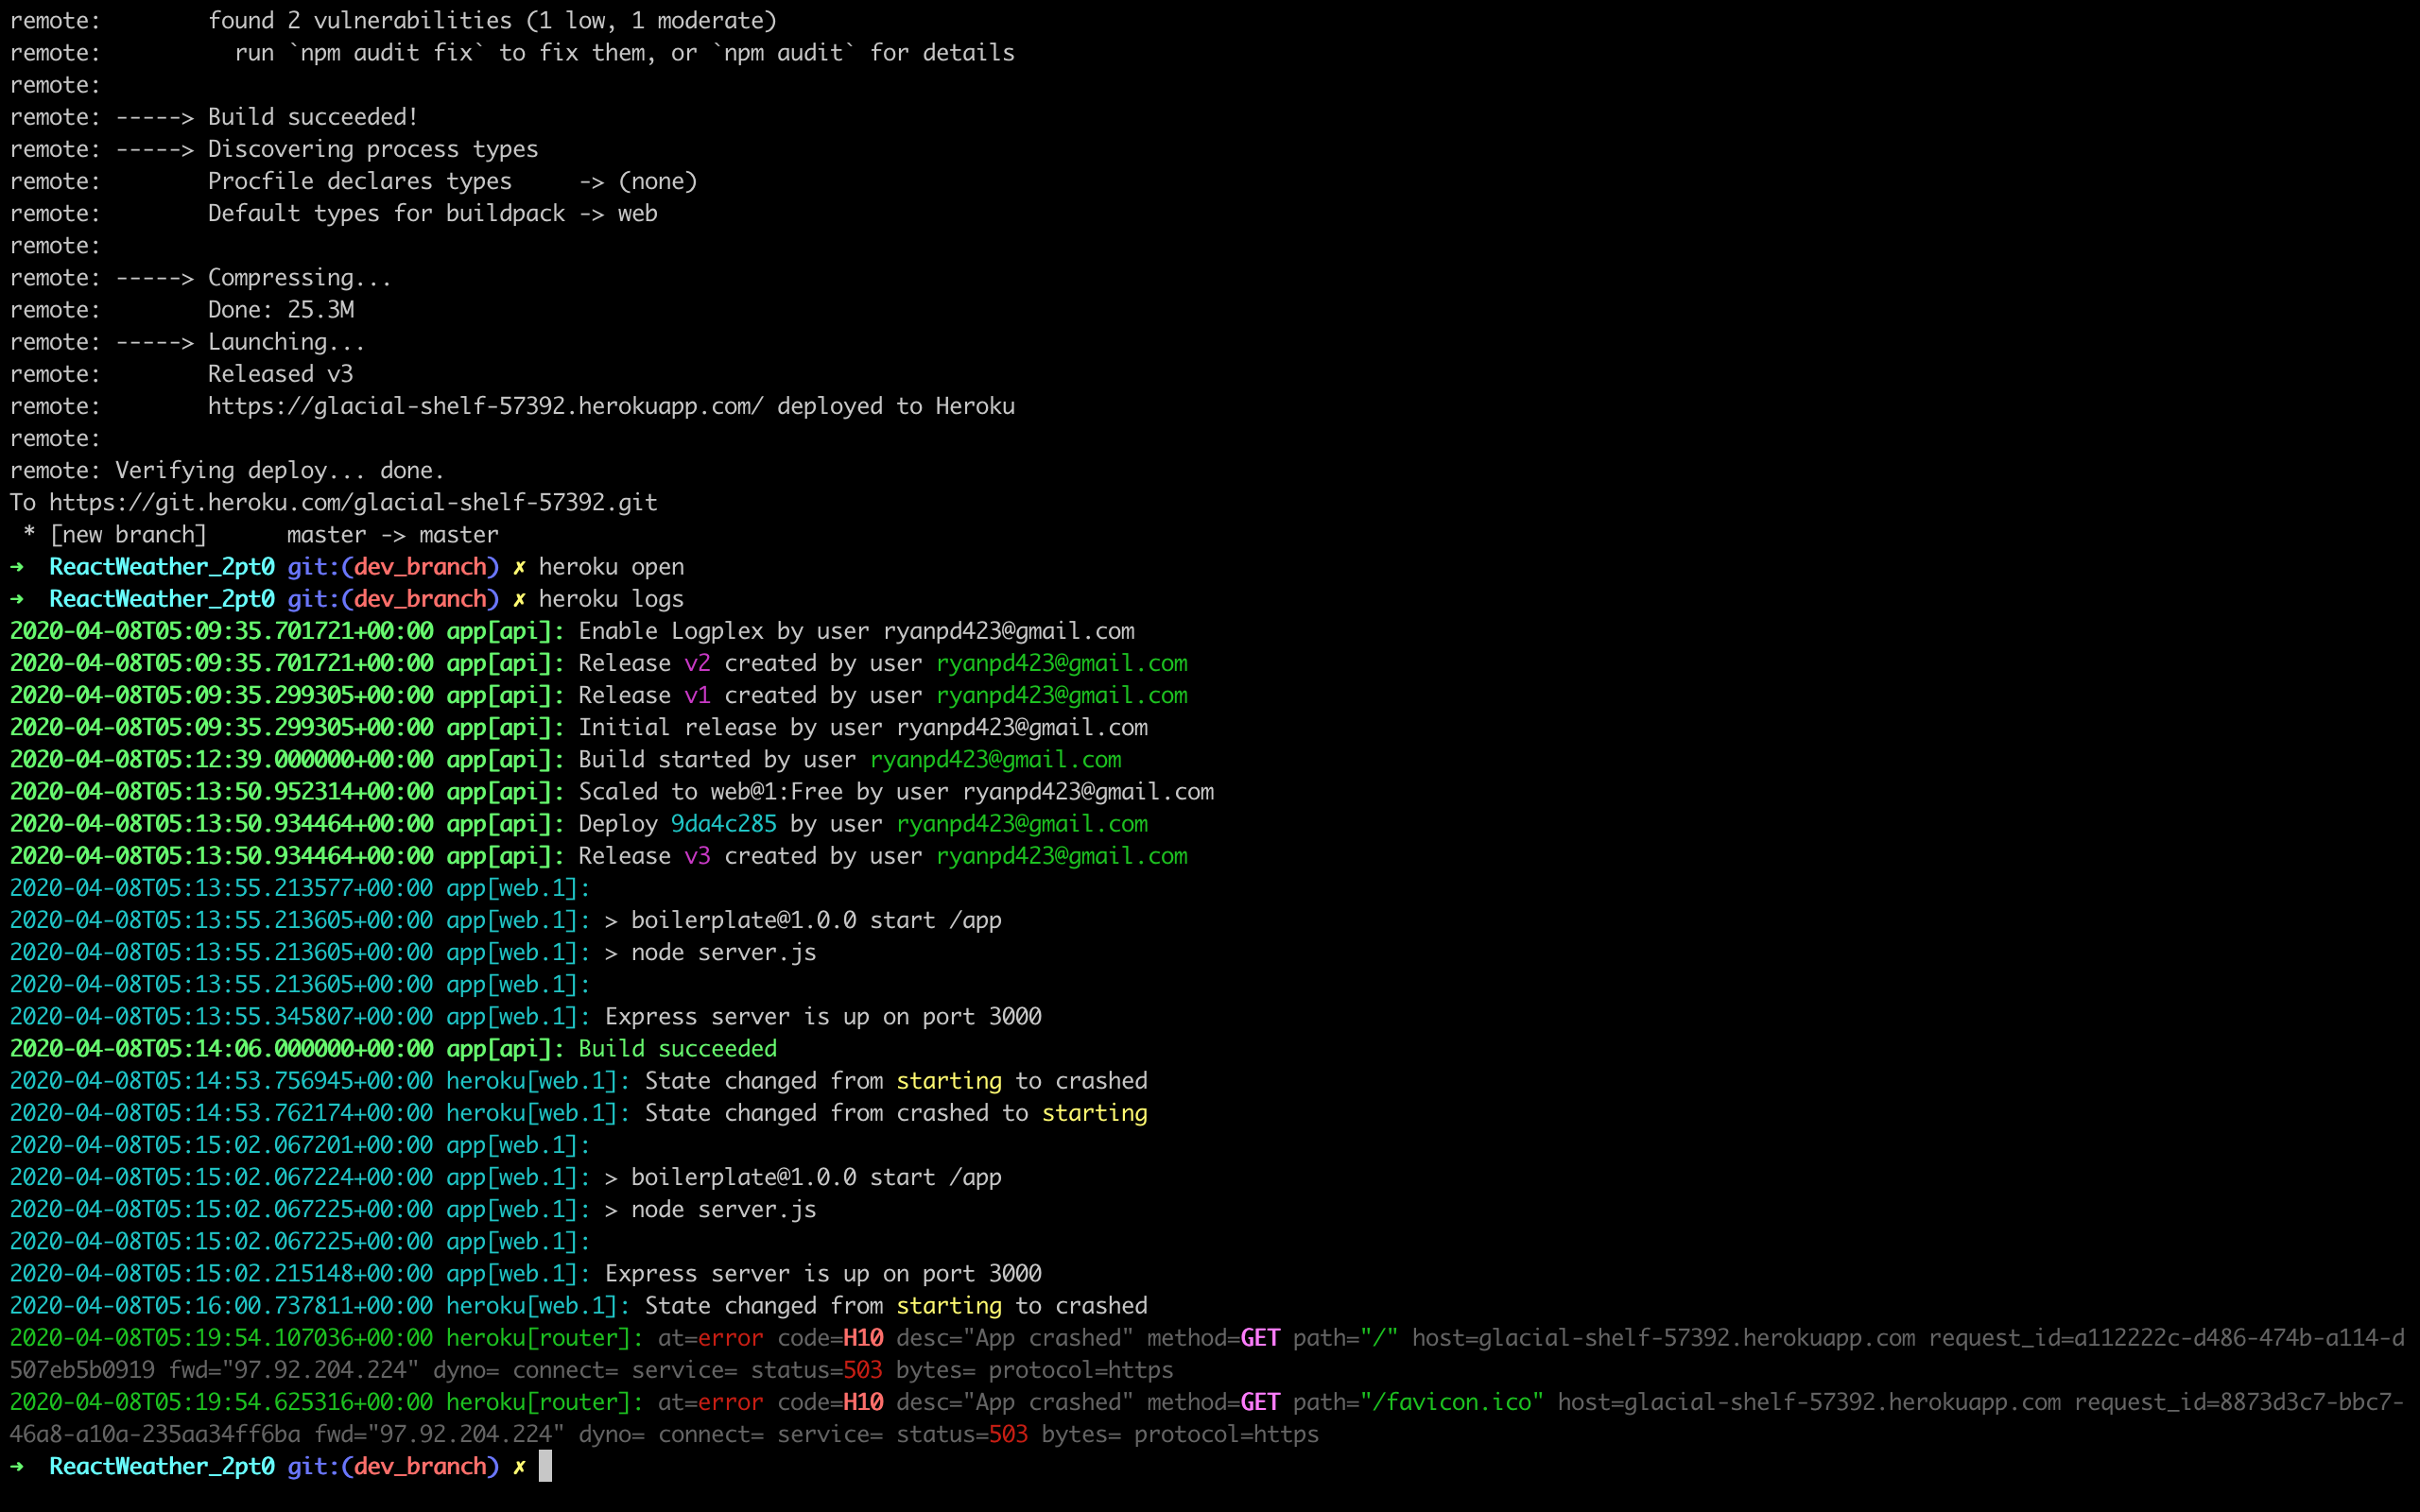 remote:        found 2 vulnerabilities (1 low, 1 moderate)
remote:          run `npm audit fix` to fix them, or `npm audit` for details
remote:
remote: -----> Build succeeded!
remote: -----> Discovering process types
remote:        Procfile declares types     -> (none)
remote:        Default types for buildpack -> web
remote:
remote: -----> Compressing...
remote:        Done: 25.3M
remote: -----> Launching...
remote:        Released v3
remote:        https://glacial-shelf-57392.herokuapp.com/ deployed to Heroku
remote:
remote: Verifying deploy... done.
To https://git.heroku.com/glacial-shelf-57392.git
 * [new branch]      master -> master
➜  ReactWeather_2pt0 git:(dev_branch) ✗ heroku open
➜  ReactWeather_2pt0 git:(dev_branch) ✗ heroku logs
2020-04-08T05:09:35.701721+00:00 app[api]: Enable Logplex by user ryanpd423@gmail.com
2020-04-08T05:09:35.701721+00:00 app[api]: Release v2 created by user ryanpd423@gmail.com
2020-04-08T05:09:35.299305+00:00 app[api]: Release v1 created by user ryanpd423@gmail.com
2020-04-08T05:09:35.299305+00:00 app[api]: Initial release by user ryanpd423@gmail.com
2020-04-08T05:12:39.000000+00:00 app[api]: Build started by user ryanpd423@gmail.com
2020-04-08T05:13:50.952314+00:00 app[api]: Scaled to web@1:Free by user ryanpd423@gmail.com
2020-04-08T05:13:50.934464+00:00 app[api]: Deploy 9da4c285 by user ryanpd423@gmail.com
2020-04-08T05:13:50.934464+00:00 app[api]: Release v3 created by user ryanpd423@gmail.com
2020-04-08T05:13:55.213577+00:00 app[web.1]:
2020-04-08T05:13:55.213605+00:00 app[web.1]: > boilerplate@1.0.0 start /app
2020-04-08T05:13:55.213605+00:00 app[web.1]: > node server.js
2020-04-08T05:13:55.213605+00:00 app[web.1]:
2020-04-08T05:13:55.345807+00:00 app[web.1]: Express server is up on port 3000
2020-04-08T05:14:06.000000+00:00 app[api]: Build succeeded
2020-04-08T05:14:53.756945+00:00 heroku[web.1]: State changed from starting to crashed
2020-04-08T05:14:53.762174+00:00 heroku[web.1]: State changed from crashed to starting
2020-04-08T05:15:02.067201+00:00 app[web.1]:
2020-04-08T05:15:02.067224+00:00 app[web.1]: > boilerplate@1.0.0 start /app
2020-04-08T05:15:02.067225+00:00 app[web.1]: > node server.js
2020-04-08T05:15:02.067225+00:00 app[web.1]:
2020-04-08T05:15:02.215148+00:00 app[web.1]: Express server is up on port 3000
2020-04-08T05:16:00.737811+00:00 heroku[web.1]: State changed from starting to crashed
2020-04-08T05:19:54.107036+00:00 heroku[router]: at=error code=H10 desc="App crashed" method=GET path="/" host=glacial-shelf-57392.herokuapp.com request_id=a112222c-d486-474b-a114-d
507eb5b0919 fwd="97.92.204.224" dyno= connect= service= status=503 bytes= protocol=https
2020-04-08T05:19:54.625316+00:00 heroku[router]: at=error code=H10 desc="App crashed" method=GET path="/favicon.ico" host=glacial-shelf-57392.herokuapp.com request_id=8873d3c7-bbc7-
46a8-a10a-235aa34ff6ba fwd="97.92.204.224" dyno= connect= service= status=503 bytes= protocol=https
➜  ReactWeather_2pt0 git:(dev_branch) ✗